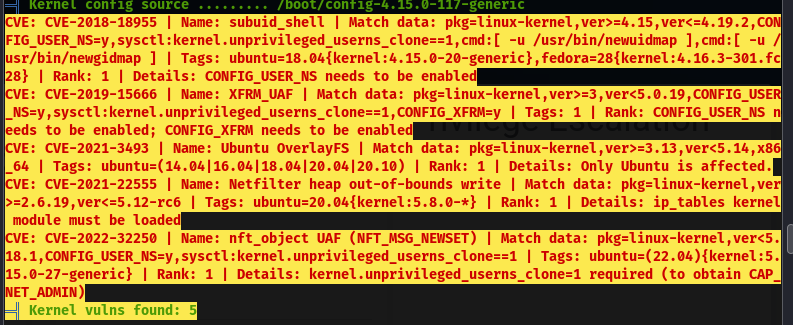 Kernel config source ......... /boot/config-4.15.0-117-generic
CVE: CVE-2018-18955 | Name: subuid_shell | Match data: pkg=linux-kernel,ver>=4.15,ver<=4.19.2,CON
FIG_USER_NS=y,sysctl:kernel.unprivileged_userns_clone==1,cmd:[ -u /usr/bin/newuidmap ],cmd:[ -u /
usr/bin/newgidmap ] | Tags: ubuntu=18.04{kernel:4.15.0-20-generic},fedora=28{kernel:4.16.3-301.fc
28} | Rank: 1 | Details: CONFIG_USER_NS needs to be enabled
CVE: CVE-2019-15666 | Name: XFRM_UAF | Match data: pkg=linux-kernel,ver>=3,ver<5.0.19,CONFIG_USER
_NS=y,sysctl:kernel.unprivileged_userns_clone==1,CONFIG_XFRM=y | Tags: 1 | Rank: CONFIG_USER_NS n
eeds to be enabled; CONFIG_XFRM needs to be enabled
CVE: CVE-2021-3493 | Name: Ubuntu OverlayFS | Match data: pkg=linux-kernel,ver>=3.13,ver<5.14,x86
_64 | Tags: ubuntu=(14.04|16.04|18.04|20.04|20.10) | Rank: 1 | Details: Only Ubuntu is affected.
CVE: CVE-2021-22555 | Name: Netfilter heap out-of-bounds write | Match data: pkg=linux-kernel,ver
>=2.6.19,ver<=5.12-rc6 | Tags: ubuntu=20.04{kernel:5.8.0-*} | Rank: 1 | Details: ip_tables kernel
module must be loaded
CVE: CVE-2022-32250 | Name: nft_object UAF (NFT_MSG_NEWSET) | Match data: pkg=linux-kernel,ver<5.
18.1,CONFIG_USER_NS=y,sysctl:kernel.unprivileged_userns_clone==1 | Tags: ubuntu=(22.04){kernel:5.
15.0-27-generic} | Rank: 1 | Details: kernel.unprivileged_userns_clone=1 required (to obtain CAP_
NET_ADMIN)
Kernel vulns found: 5